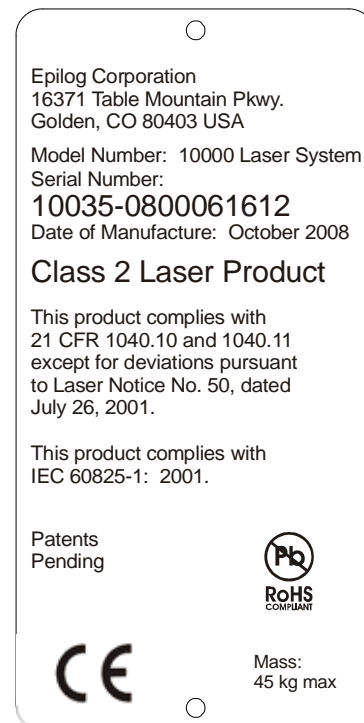 Epilog Corporation
16371 Table Mountain Pkwy.
Golden, CO 80403 USA
Model Number: 10000 Laser System
Serial Number:
10035-0800061612
Date of Manufacture: October 2008
Class 2 Laser Product
This product complies with
21 CFR 1040.10 and 1040.11
except for deviations pursuant
to Laser Notice No. 50, dated
July 26, 2001.
This product complies with
IEC 60825-1: 2001.
Patents
Pending
Pb
RoHS
COMPLIANT
CE
Mass:
45 kg max